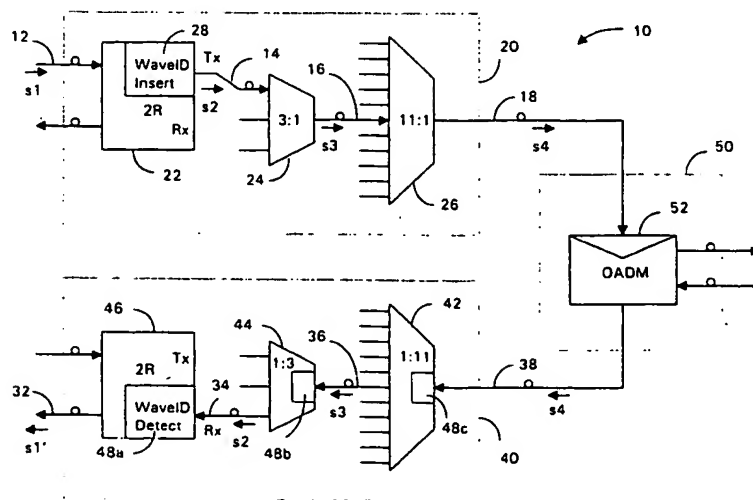 12
28
20
10
WaveID
Insert
Tx
14
16
18
s1
s2
2R
Rx
3:1
11:1
s3
s4
50
22
24
26
52
OADM
46
44
42
1:3
36
1:11
38
2R
Tx
32
34
WaveID
Detect
s3
s4
s1'
48a
Rx
s2
48b
48c
40